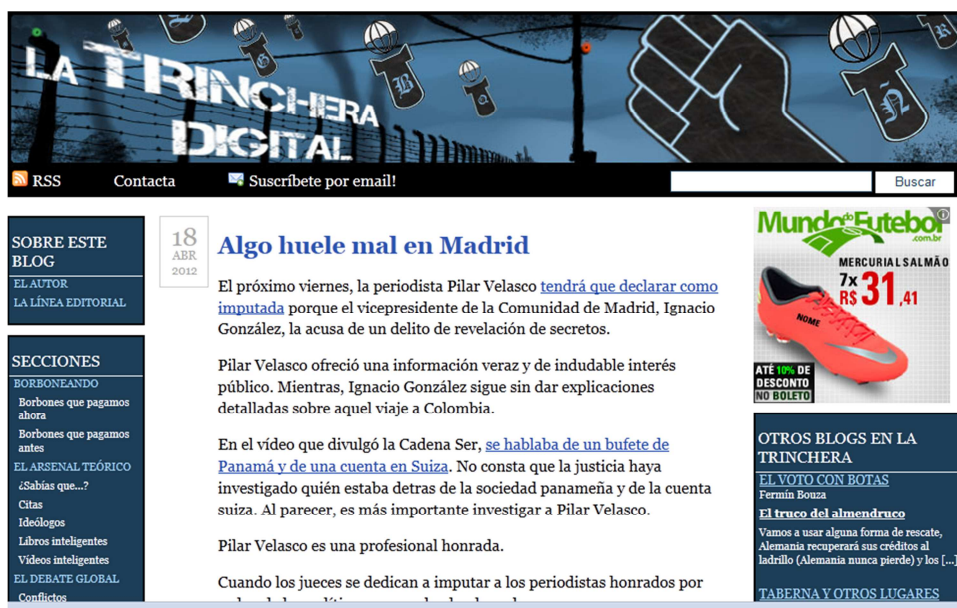 LA TRINCHERA
DIGITAL
G
B
Q
Ñ
R
RSS
Contacta
Suscríbete por email!
Buscar
SOBRE ESTE
BLOG
EL AUTOR
LA LÍNEA EDITORIAL
SECCIONES
BORBONEANDO
Borbones que pagamos
ahora
Borbones que pagamos
antes
EL ARSENAL TEÓRICO
¿Sabías que...?
Citas
Ideólogos
Libros inteligentes
Vídeos inteligentes
EL DEBATE GLOBAL
Conflictos
18
ABR
2012
Algo huele mal en Madrid
El próximo viernes, la periodista Pilar Velasco tendrá que declarar como
imputada porque el vicepresidente de la Comunidad de Madrid, Ignacio
González, la acusa de un delito de revelación de secretos.
Pilar Velasco ofreció una información veraz y de indudable interés
público. Mientras, Ignacio González sigue sin dar explicaciones
detalladas sobre aquel viaje a Colombia.
En el vídeo que divulgó la Cadena Ser, se hablaba de un bufete de
Panamá y de una cuenta en Suiza. No consta que la justicia haya
investigado quién estaba detras de la sociedad panameña y de la cuenta
suiza. Al parecer, es más importante investigar a Pilar Velasco.
Pilar Velasco es una profesional honrada.
Cuando los jueces se dedican a imputar a los periodistas honrados por
Mundo do Futebol
.com.br
MERCURIAL SALMÃO
7x
R$ 31,41
NOME
ATÉ 10% DE
DESCONTO
NO BOLETO
OTROS BLOGS EN LA
TRINCHERA
EL VOTO CON BOTAS
Fermín Bouza
El truco del almendruco
Vamos a usar alguna forma de rescate,
Alemania recuperará sus créditos al
ladrillo (Alemania nunca pierde) y los [...]
TABERNA Y OTROS LUGARES